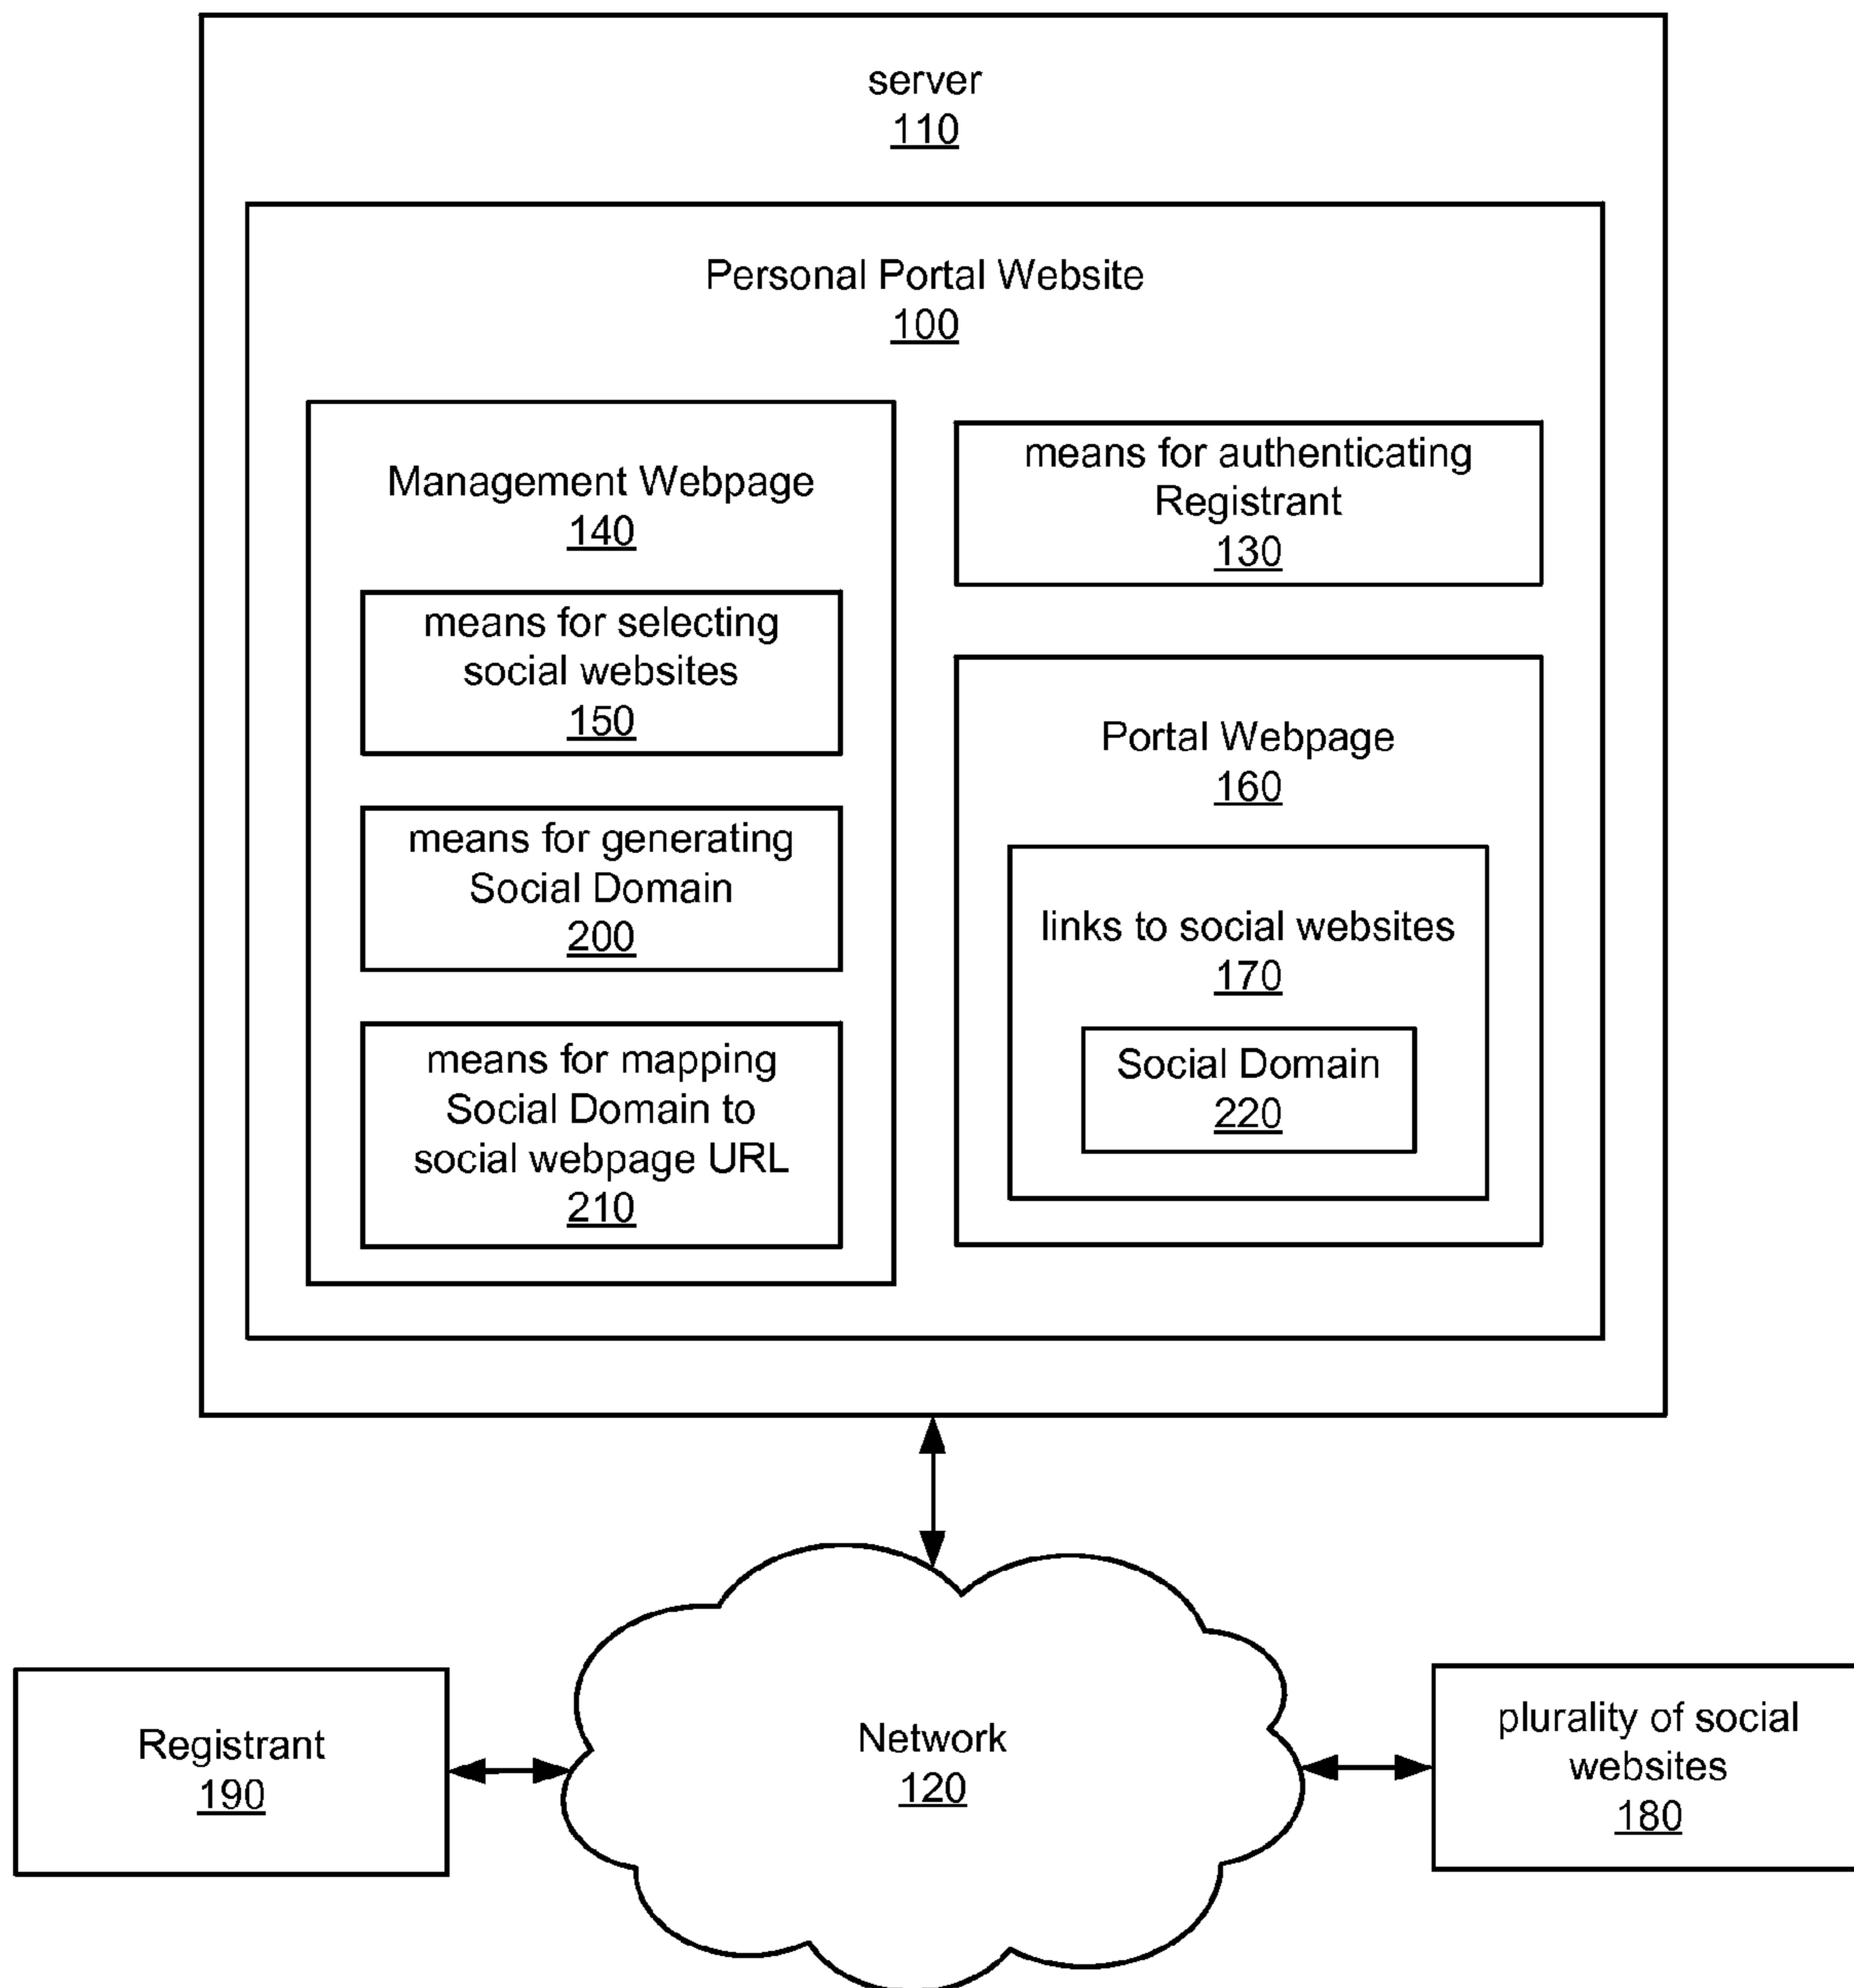 server
110
Personal Portal Website
100
Management Webpage
140
means for selecting
social websites
150
means for generating
Social Domain
200
means for mapping
Social Domain to
social webpage URL
210
means for authenticating
Registrant
130
Portal Webpage
160
links to social websites
170
Social Domain
220
Registrant
190
Network
120
plurality of social
websites
180